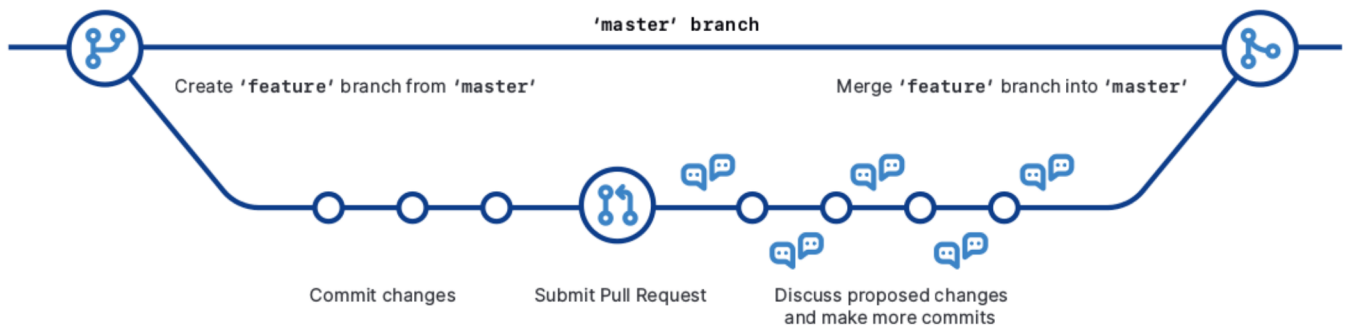 ‘master’ branch
Create ‘feature’ branch from ‘master’
Merge ‘feature’ branch into ‘master’
Commit changes
Submit Pull Request
Discuss proposed changes
and make more commits